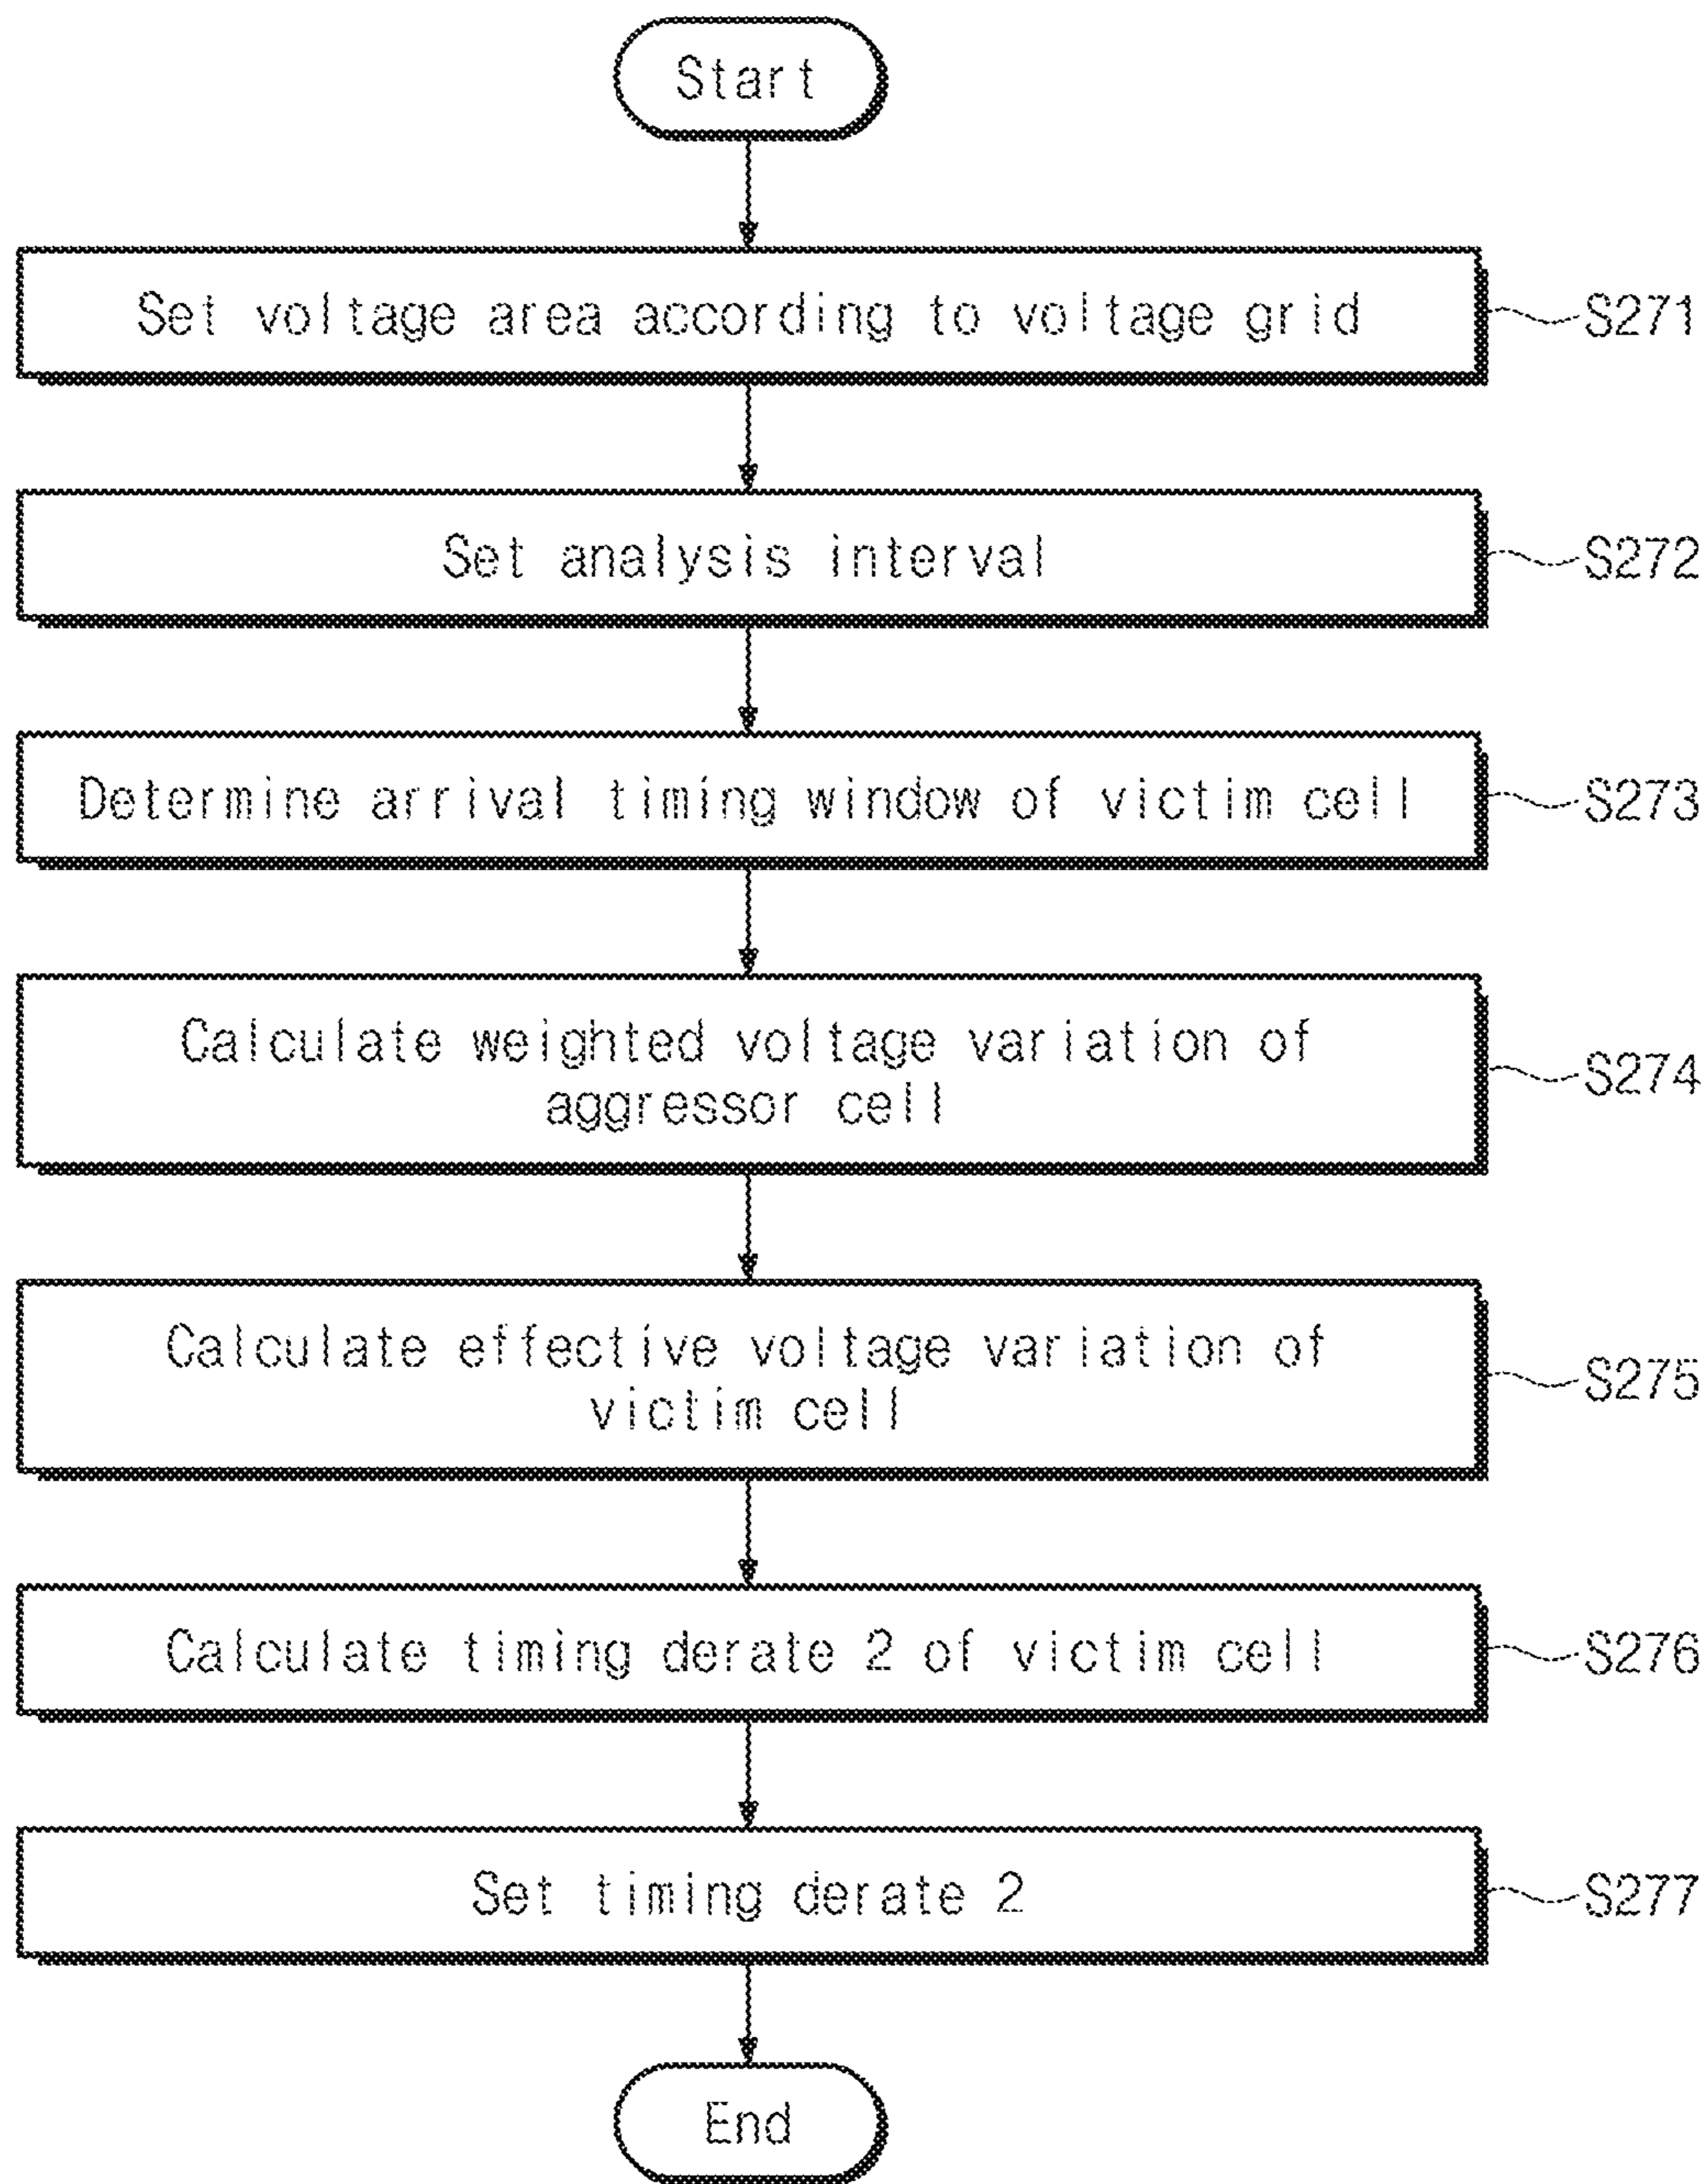 Start
Set voltage area according to voltage grid
S271
Set analysis interval
S272
Determine arrival timing window of victim cell
S273
Calculate weighted voltage variation of
aggressor cell
S274
Calculate effective voltage variation of
victim cell
S275
Calculate timing derate 2 of victim cell
S276
Set timing derate 2
S277
End